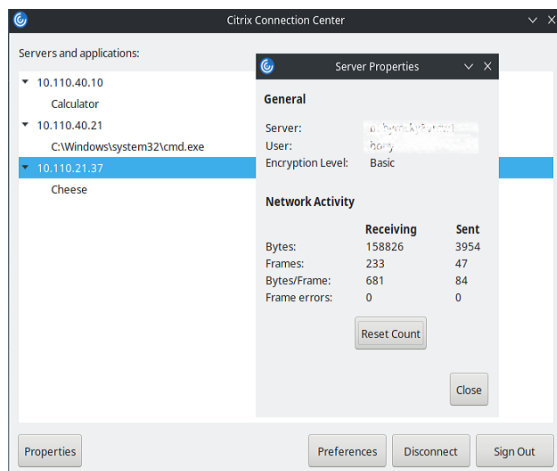 Citrix Connection Center
Servers and applications:
10.110.40.10
Calculator
10.110.40.21
C:\Windows\system32\cmd.exe
10.110.21.37
Cheese
Server Properties
General
Server:
User:
Encryption Level: Basic
Network Activity
Receiving Sent
Bytes: 158826 3954
Frames: 233 47
Bytes/Frame: 681 84
Frame errors: 0 0
Reset Count
Close
Properties Preferences Disconnect Sign Out